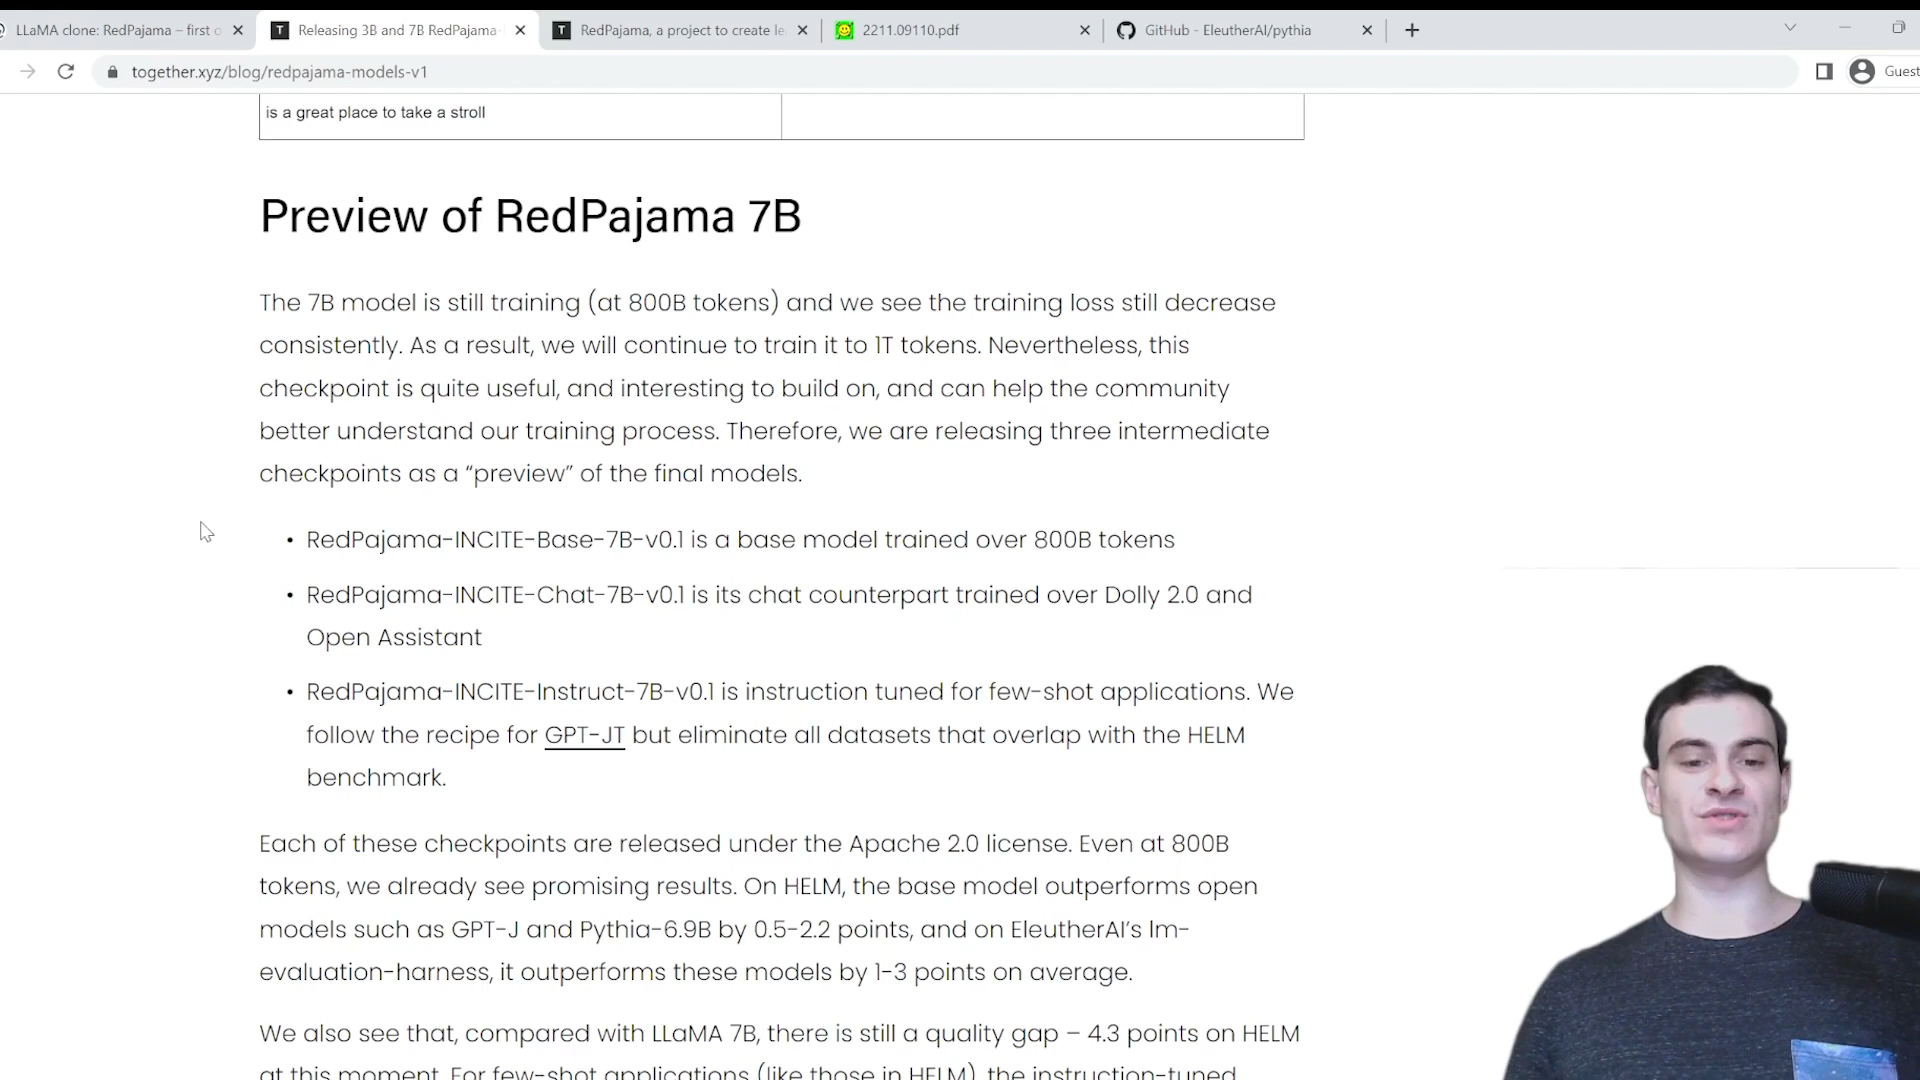 LLaMA clone: RedPajama – first o
Releasing 3B and 7B RedPajama-
RedPajama, a project to create le
2211.09110.pdf
GitHub - EleutherAI/pythia
together.xyz/blog/redpajama-models-v1
Guest
is a great place to take a stroll
Preview of RedPajama 7B
The 7B model is still training (at 800B tokens) and we see the training loss still decrease
consistently. As a result, we will continue to train it to 1T tokens. Nevertheless, this
checkpoint is quite useful, and interesting to build on, and can help the community
better understand our training process. Therefore, we are releasing three intermediate
checkpoints as a “preview” of the final models.
• RedPajama-INCITE-Base-7B-v0.1 is a base model trained over 800B tokens
• RedPajama-INCITE-Chat-7B-v0.1 is its chat counterpart trained over Dolly 2.0 and
Open Assistant
• RedPajama-INCITE-Instruct-7B-v0.1 is instruction tuned for few-shot applications. We
follow the recipe for GPT-JT but eliminate all datasets that overlap with the HELM
benchmark.
Each of these checkpoints are released under the Apache 2.0 license. Even at 800B
tokens, we already see promising results. On HELM, the base model outperforms open
models such as GPT-J and Pythia-6.9B by 0.5-2.2 points, and on EleutherAI’s lm-
evaluation-harness, it outperforms these models by 1-3 points on average.
We also see that, compared with LLaMA 7B, there is still a quality gap – 4.3 points on HELM
at this moment. For few-shot applications (like those in HELM), the instruction-tuned